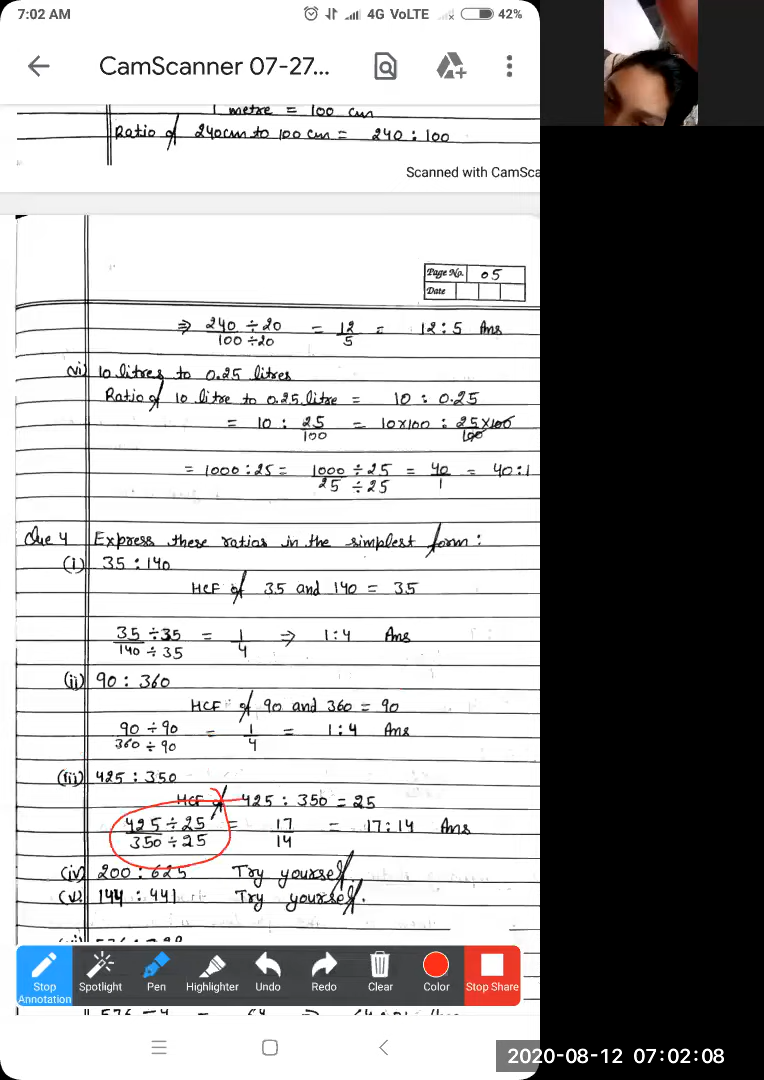 7:02 AM 4G VoLTE 42%
CamScanner 07-27...
1 metre = 100 cm
Ratio of 240cm to 100 cm = 240 : 100
Scanned with CamSca
Page No. 05
Date
⇒ 240 ÷ 20 / 100 ÷ 20 = 12/5 = 12 : 5 Ans
(vi) 10 litres to 0.25 litres
Ratio of 10 litre to 0.25 litre = 10 : 0.25
= 10 : 25/100 = 10×100 : 25×100/100
= 1000 : 25 = 1000 ÷ 25 / 25 ÷ 25 = 40/1 = 40 : 1
Que 4 Express these ratios in the simplest form :
(i) 35 : 140
HCF of 35 and 140 = 35
35 ÷ 35 / 140 ÷ 35 = 1/4 ⇒ 1 : 4 Ans
(ii) 90 : 360
HCF of 90 and 360 = 90
90 ÷ 90 / 360 ÷ 90 = 1/4 = 1 : 4 Ans
(iii) 425 : 350
HCF of 425 : 350 = 25
425 ÷ 25 / 350 ÷ 25 = 17/14 = 17 : 14 Ans
(iv) 200 : 625 Try yourself.
(v) 144 : 441 Try yourself.
Stop Annotation Spotlight Pen Highlighter Undo Redo Clear Color Stop Share
2020-08-12 07:02:08